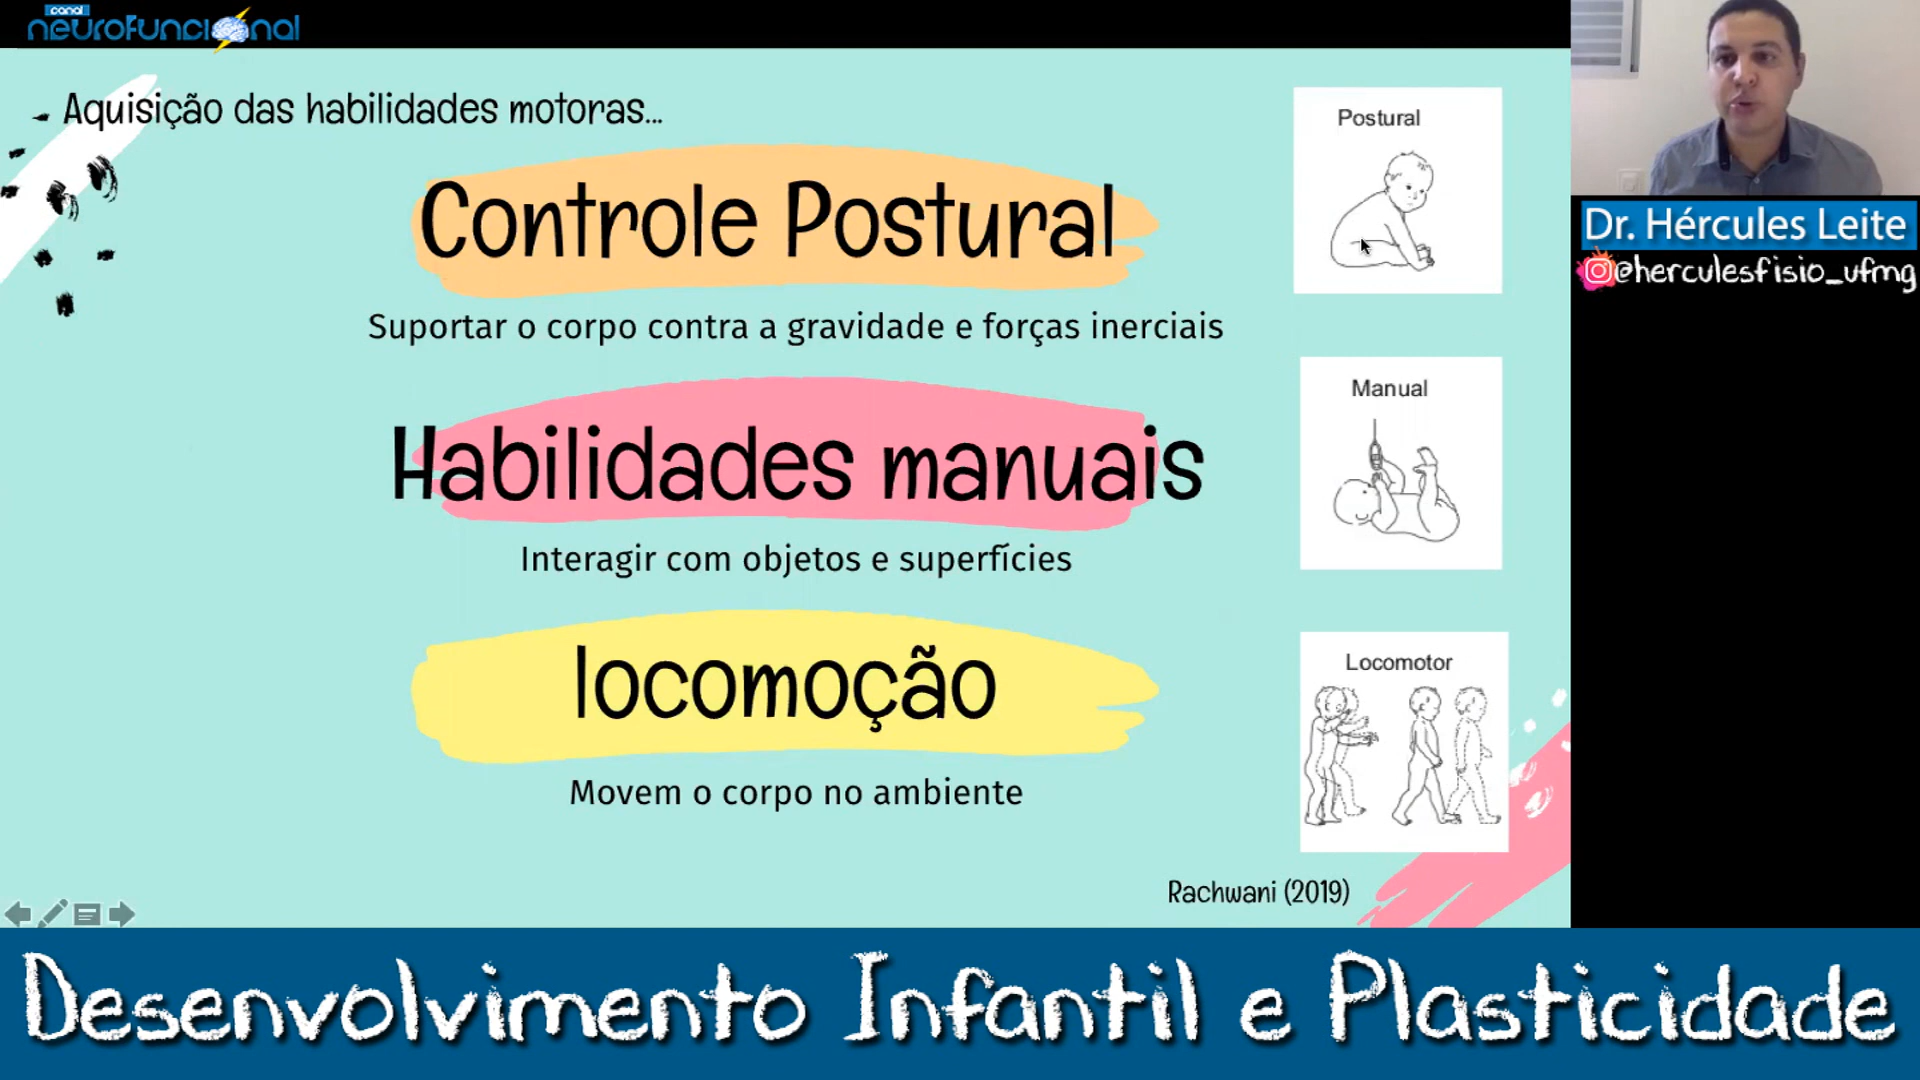 canal
neurofuncional
Aquisição das habilidades motoras...
Controle Postural
Suportar o corpo contra a gravidade e forças inerciais
Habilidades manuais
Interagir com objetos e superfícies
locomoção
Movem o corpo no ambiente
Rachwani (2019)
Postural
Manual
Locomotor
Dr. Hércules Leite
@herculesfisio_ufmg
Desenvolvimento Infantil e Plasticidade